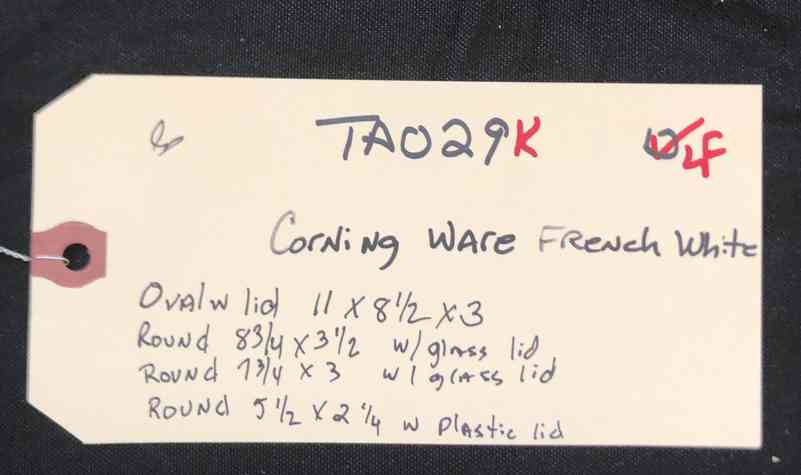 TA029K LF
Corning Ware French White
Oval w lid 11 x 8 1/2 x 3
Round 8 3/4 x 3 1/2 w/ glass lid
Round 7 3/4 x 3 w/ glass lid
Round 5 1/2 x 2 1/4 w plastic lid